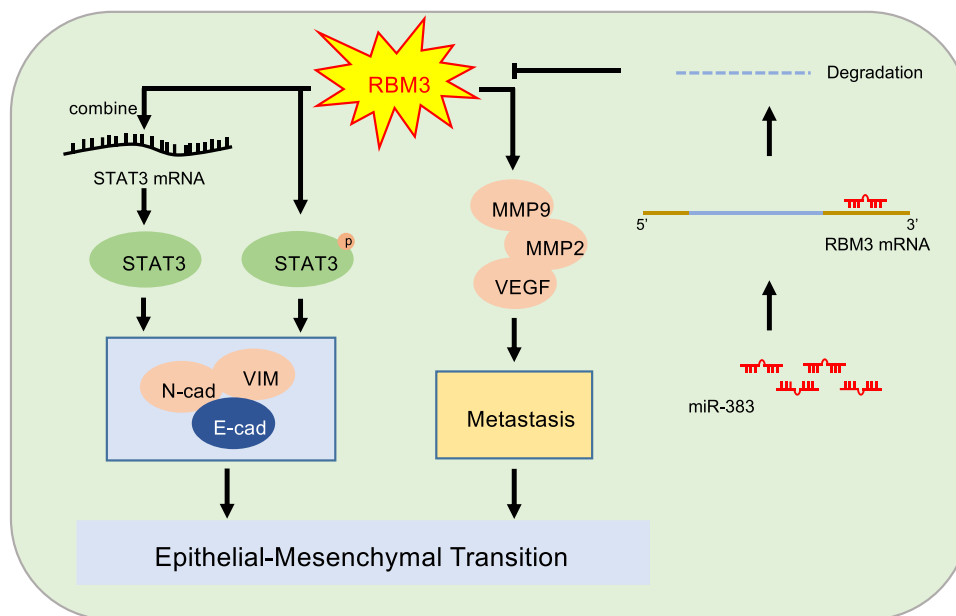 RBM3
Degradation
combine
STAT3 mRNA
MMP9
5’
3’
RBM3 mRNA
MMP2
p
STAT3
STAT3
VEGF
N-cad
VIM
E-cad
miR-383
Metastasis
Epithelial-Mesenchymal Transition